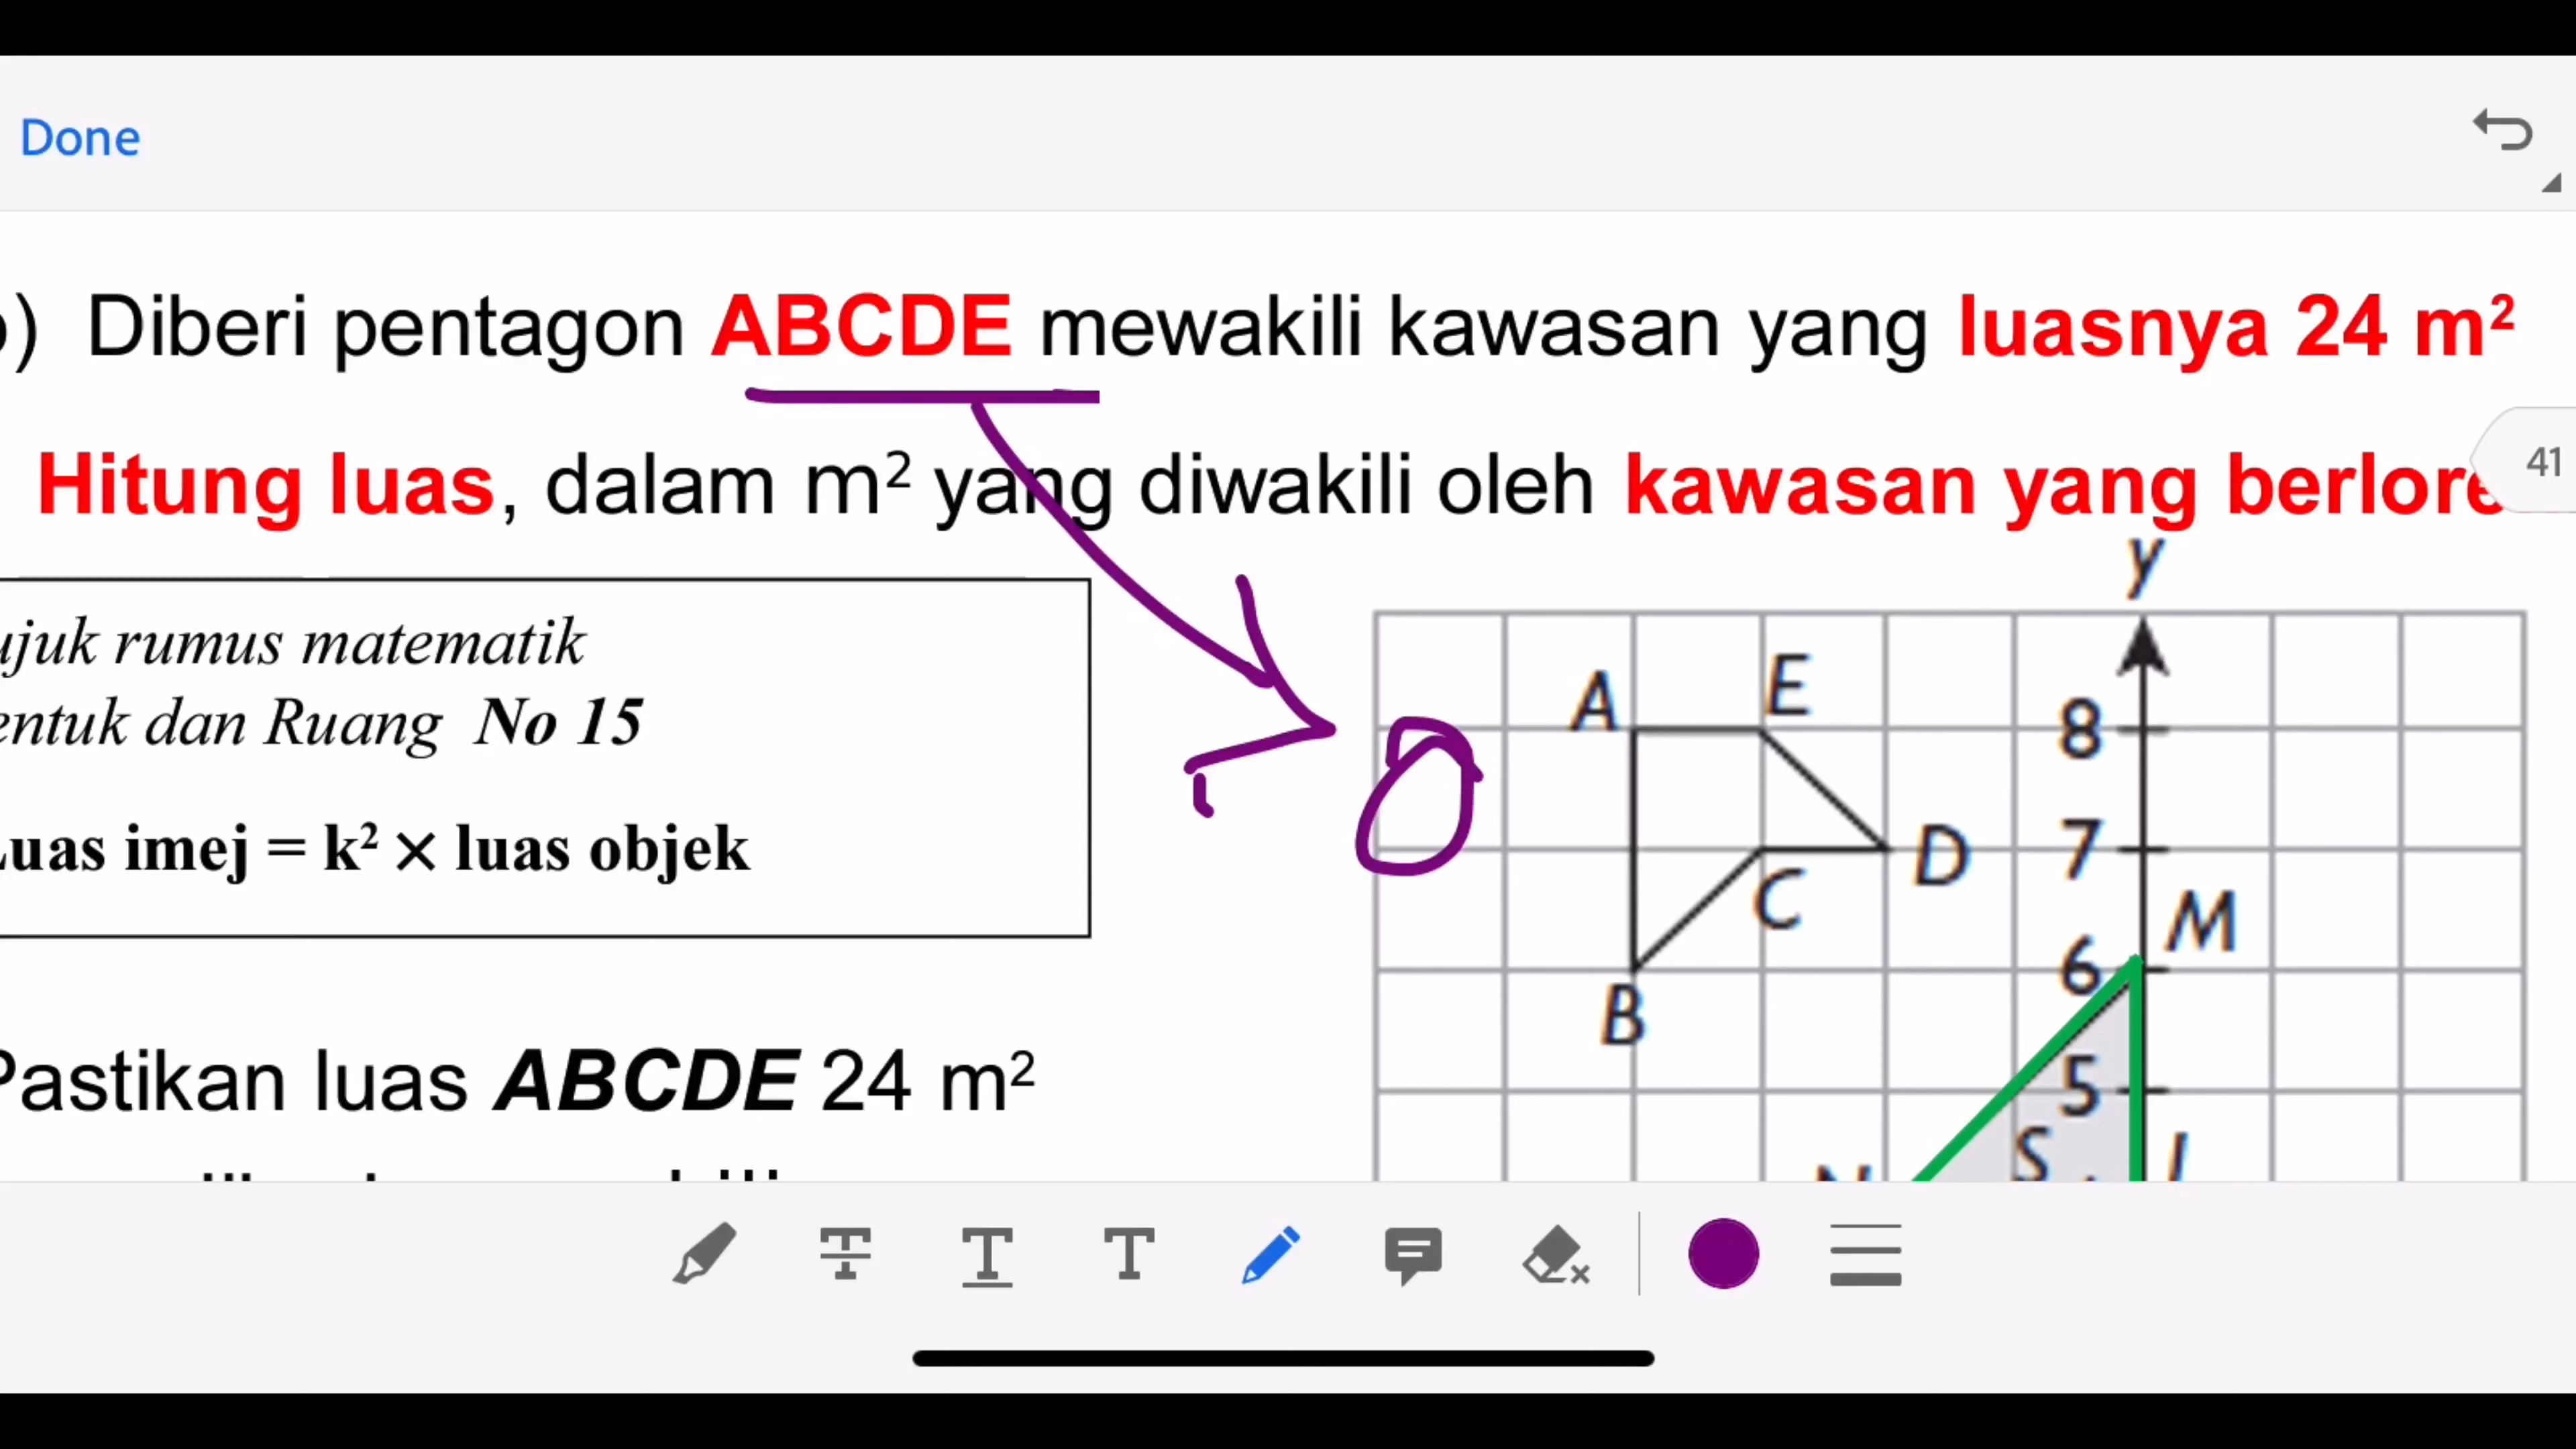 Done
) Diberi pentagon ABCDE mewakili kawasan yang luasnya 24 m²
Hitung luas, dalam m² yang diwakili oleh kawasan yang berlore
41
ujuk rumus matematik
entuk dan Ruang No 15
Luas imej = k² × luas objek
Pastikan luas ABCDE 24 m²
y
A E
8
D 7
C
M
6
B
5
S